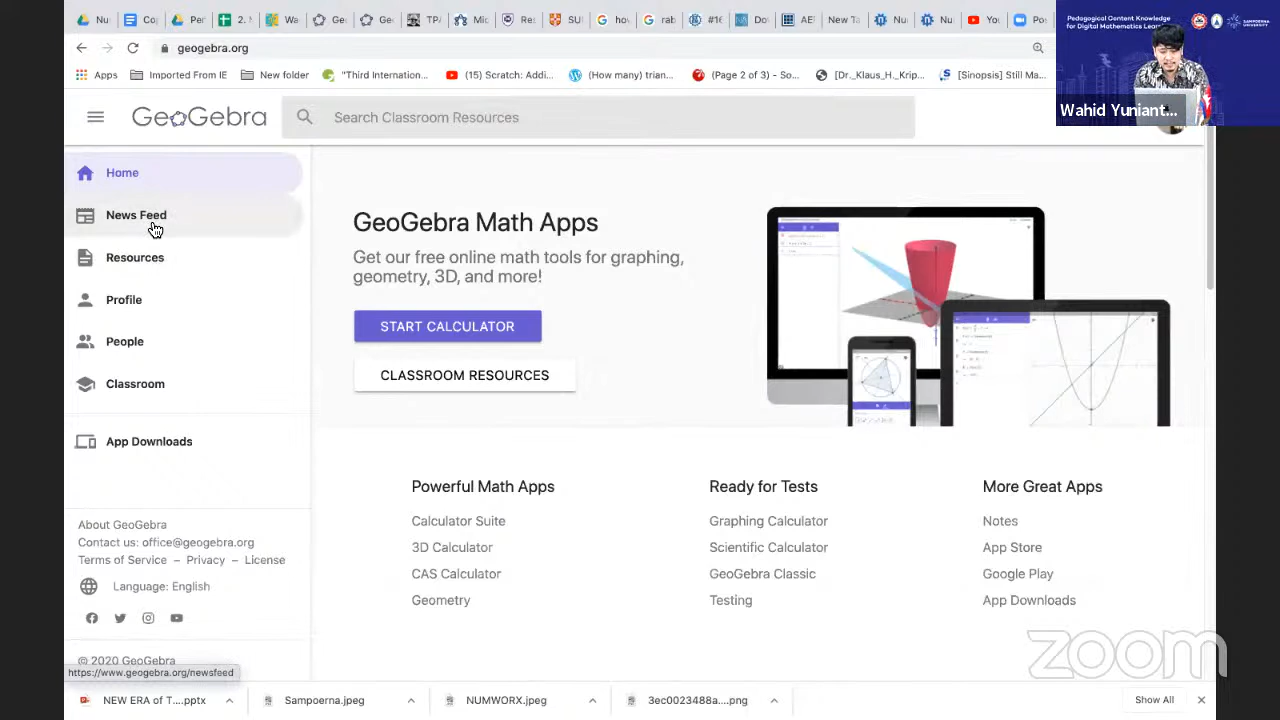 geogebra.org
Apps
Imported From IE
New folder
"Third Internation...
(15) Scratch: Addi...
(How many) trian...
(Page 2 of 3) - So...
[Dr._Klaus_H._Krip...
[Sinopsis] Still Ma...
Pedagogical Content Knowledge
for Digital Mathematics
SAMPOERNA
UNIVERSITY
Wahid Yuniant...
GeoGebra
Search Classroom Resources
Home
News Feed
Resources
Profile
People
Classroom
App Downloads
About GeoGebra
Contact us: office@geogebra.org
Terms of Service – Privacy – License
Language: English
© 2020 GeoGebra
https://www.geogebra.org/newsfeed
GeoGebra Math Apps
Get our free online math tools for graphing,
geometry, 3D, and more!
START CALCULATOR
CLASSROOM RESOURCES
Powerful Math Apps
Calculator Suite
3D Calculator
CAS Calculator
Geometry
Ready for Tests
Graphing Calculator
Scientific Calculator
GeoGebra Classic
Testing
More Great Apps
Notes
App Store
Google Play
App Downloads
zoom
NEW ERA of T....pptx
Sampoerna.jpeg
NUMWORX.jpeg
3ec0023488a....png
Show All